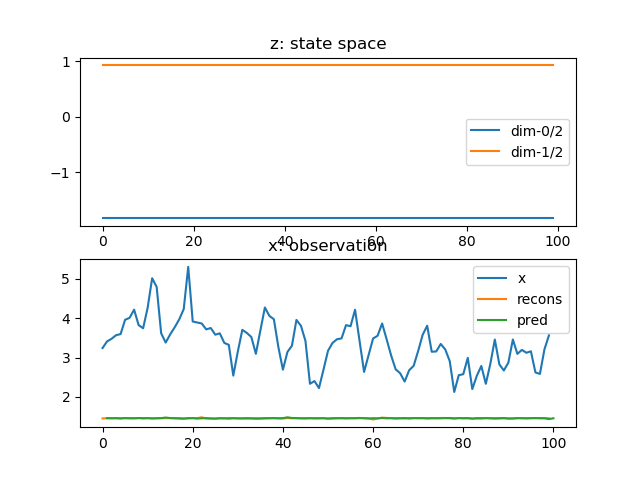 z: state space
1
0
−1
dim-0/2
dim-1/2
0 20 40 60 80 100
x: observation
5
4
3
2
x
recons
pred
0 20 40 60 80 100